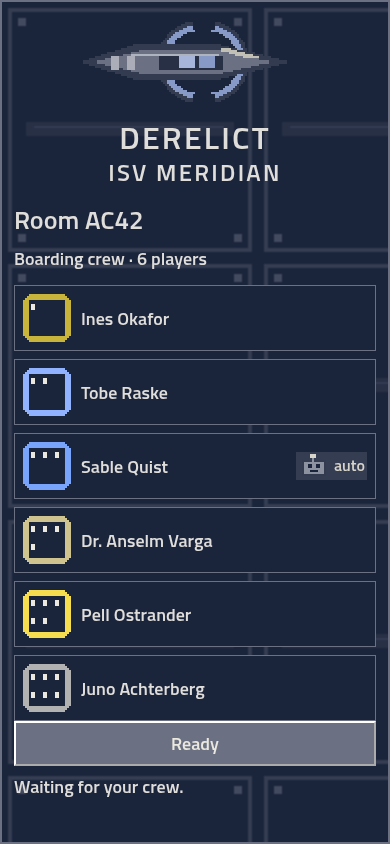 DERELICT
ISV MERIDIAN
Room AC42
Boarding crew · 6 players
Ines Okafor
Tobe Raske
Sable Quist auto
Dr. Anselm Varga
Pell Ostrander
Juno Achterberg
Ready
Waiting for your crew.